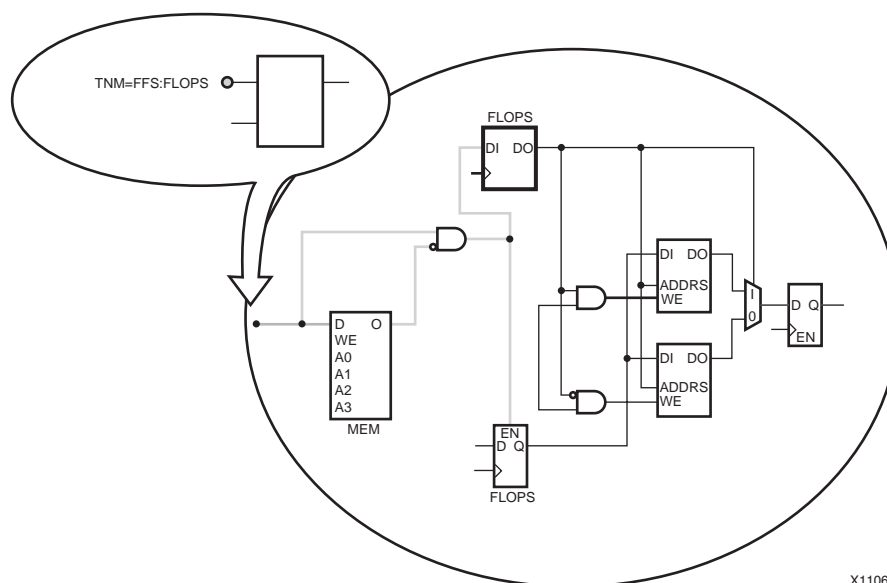 TNM=FFS:FLOPS
FLOPS
DI DO
DI DO
ADDRS
WE
I
0
D Q
EN
D O
WE
A0
A1
A2
A3
MEM
DI DO
ADDRS
WE
EN
D Q
FLOPS
X1106